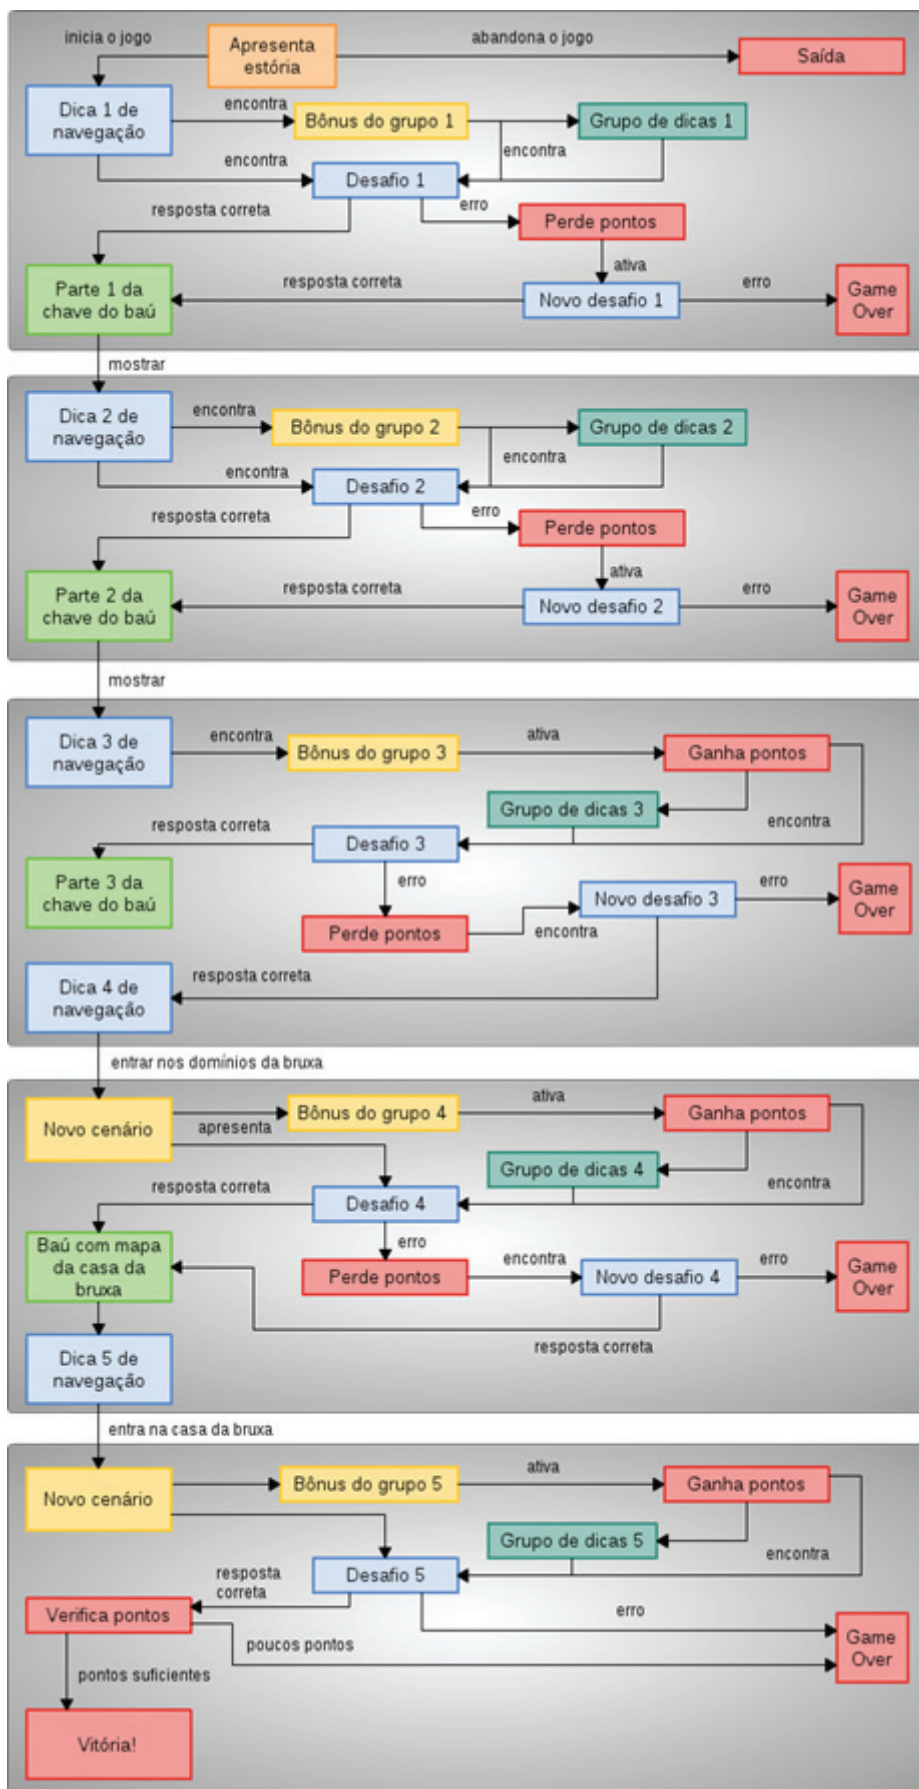 inicia o jogo
Apresenta
estória
abandona o jogo
Saída
Dica 1 de
navegação
encontra
Bônus do grupo 1
Grupo de dicas 1
encontra
encontra
Desafio 1
resposta correta
erro
Perde pontos
ativa
Parte 1 da
chave do baú
resposta correta
Novo desafio 1
erro
Game
Over
mostrar
Dica 2 de
navegação
encontra
Bônus do grupo 2
Grupo de dicas 2
encontra
encontra
Desafio 2
resposta correta
erro
Perde pontos
ativa
Parte 2 da
chave do baú
resposta correta
Novo desafio 2
erro
Game
Over
mostrar
Dica 3 de
navegação
encontra
Bônus do grupo 3
ativa
Ganha pontos
Grupo de dicas 3
encontra
resposta correta
Desafio 3
erro
Parte 3 da
chave do baú
Perde pontos
encontra
Novo desafio 3
erro
Game
Over
resposta correta
Dica 4 de
navegação
entrar nos domínios da bruxa
Novo cenário
apresenta
Bônus do grupo 4
ativa
Ganha pontos
Grupo de dicas 4
encontra
resposta correta
Desafio 4
erro
Baú com mapa
da casa da
bruxa
Perde pontos
encontra
Novo desafio 4
erro
Game
Over
resposta correta
Dica 5 de
navegação
entra na casa da bruxa
Novo cenário
Bônus do grupo 5
ativa
Ganha pontos
Grupo de dicas 5
encontra
resposta
correta
Desafio 5
erro
Verifica pontos
poucos pontos
Game
Over
pontos suficientes
Vitória!